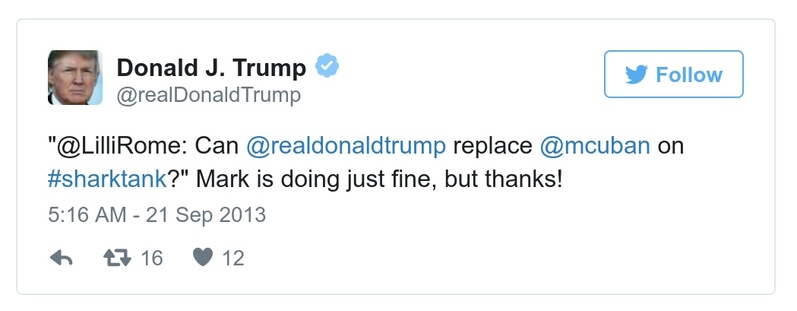 Donald J. Trump
@realDonaldTrump
Follow
"@LilliRome: Can @realdonaldtrump replace @mcuban on
#sharktank?" Mark is doing just fine, but thanks!
5:16 AM - 21 Sep 2013
16 12